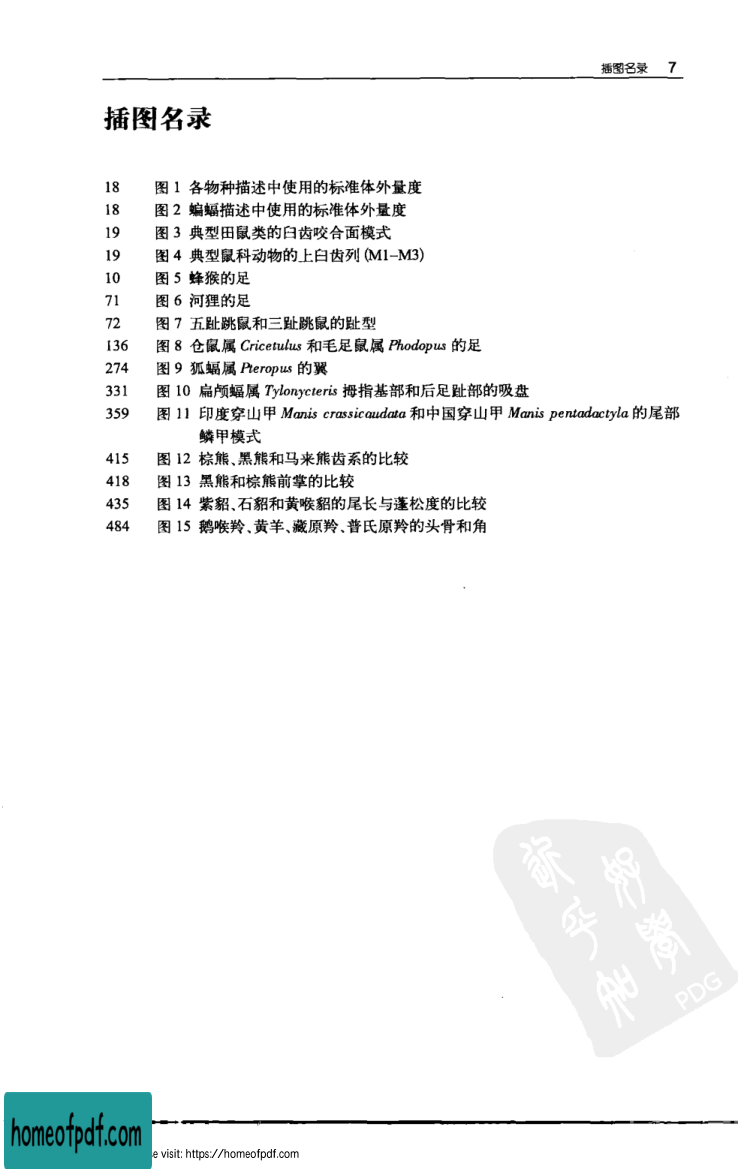 插图名录 7
插图名录
18 图 1 各物种描述中使用的标准体外量度
18 图 2 蝙蝠描述中使用的标准体外量度
19 图 3 典型田鼠类的臼齿咬合面模式
19 图 4 典型鼠科动物的上臼齿列(M1–M3)
10 图 5 蜂猴的足
71 图 6 河狸的足
72 图 7 五趾跳鼠和三趾跳鼠的趾型
136 图 8 仓鼠属 Cricetulus 和毛足鼠属 Phodopus 的足
274 图 9 狐蝠属 Pteropus 的翼
331 图 10 扁颅蝠属 Tylonycteris 拇指基部和后足趾部的吸盘
359 图 11 印度穿山甲 Manis crassicaudata 和中国穿山甲 Manis pentadactyla 的尾部
鳞甲模式
415 图 12 棕熊、黑熊和马来熊齿系的比较
418 图 13 黑熊和棕熊前掌的比较
435 图 14 紫貂、石貂和黄喉貂的尾长与蓬松度的比较
484 图 15 鹅喉羚、黄羊、藏原羚、普氏原羚的头骨和角
PDG
homeofpdf.com
e visit: https://homeofpdf.com